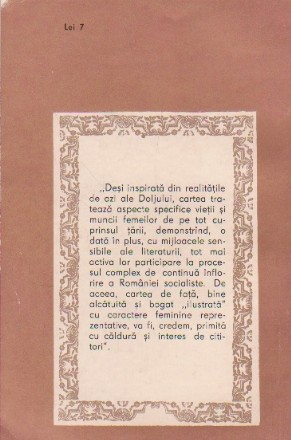 Lei 7
„Deși inspirată din realitățile
de azi ale Doljului, cartea tra-
tează aspecte specifice vieții și
muncii femeilor de pe tot cu-
prinsul țării, demonstrînd, o
dată în plus, cu mijloacele sen-
sibile ale literaturii, tot mai
activa lor participare la proce-
sul complex de continuă înflo-
rire a României socialiste. De
aceea, cartea de față, bine
alcătuită și bogat „ilustrată”
cu caractere feminine repre-
zentative, va fi, credem, primită
cu căldură și interes de citi-
tori”.